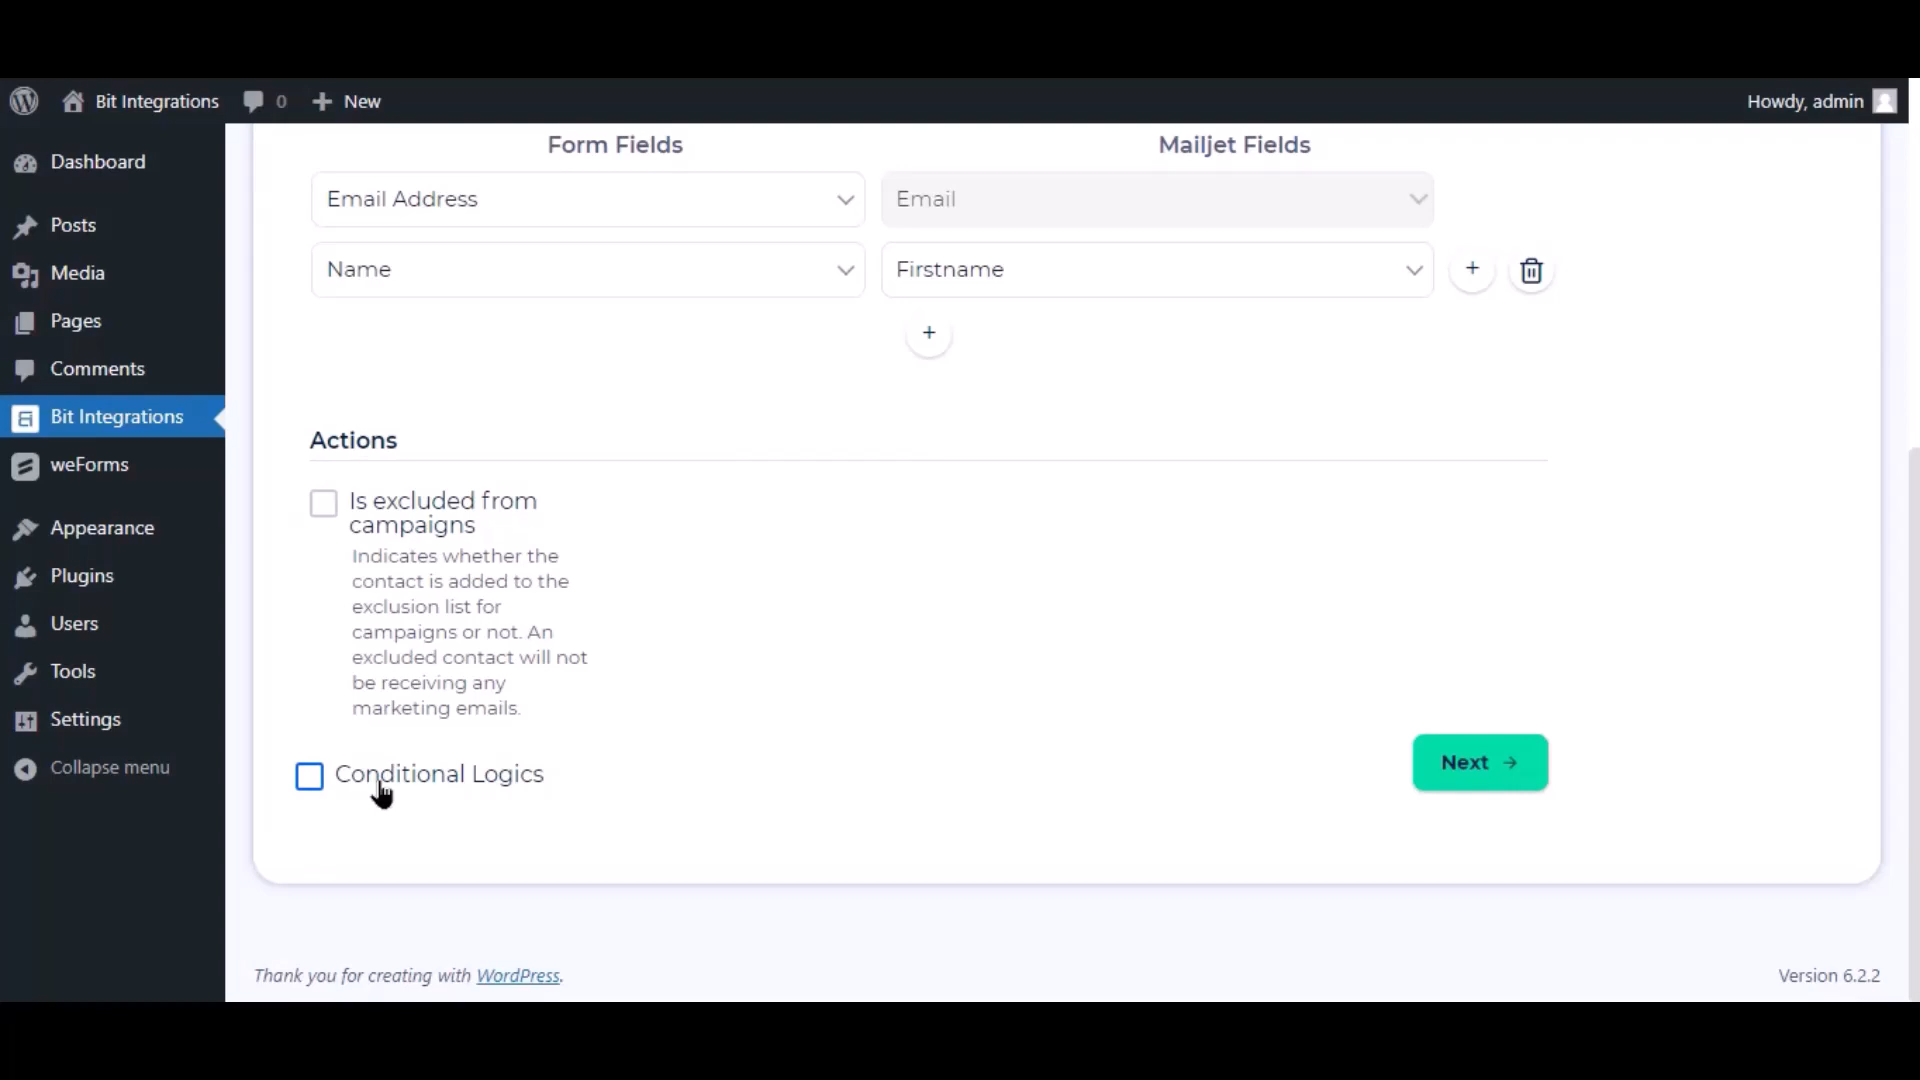 Bit Integrations 0 + New Howdy, admin
Dashboard
Posts
Media
Pages
Comments
Bit Integrations
weForms
Appearance
Plugins
Users
Tools
Settings
Collapse menu
Form Fields Mailjet Fields
Email Address Email
Name Firstname +
+
Actions
Is excluded from
campaigns
Indicates whether the
contact is added to the
exclusion list for
campaigns or not. An
excluded contact will not
be receiving any
marketing emails.
Conditional Logics
Next →
Thank you for creating with WordPress.
Version 6.2.2